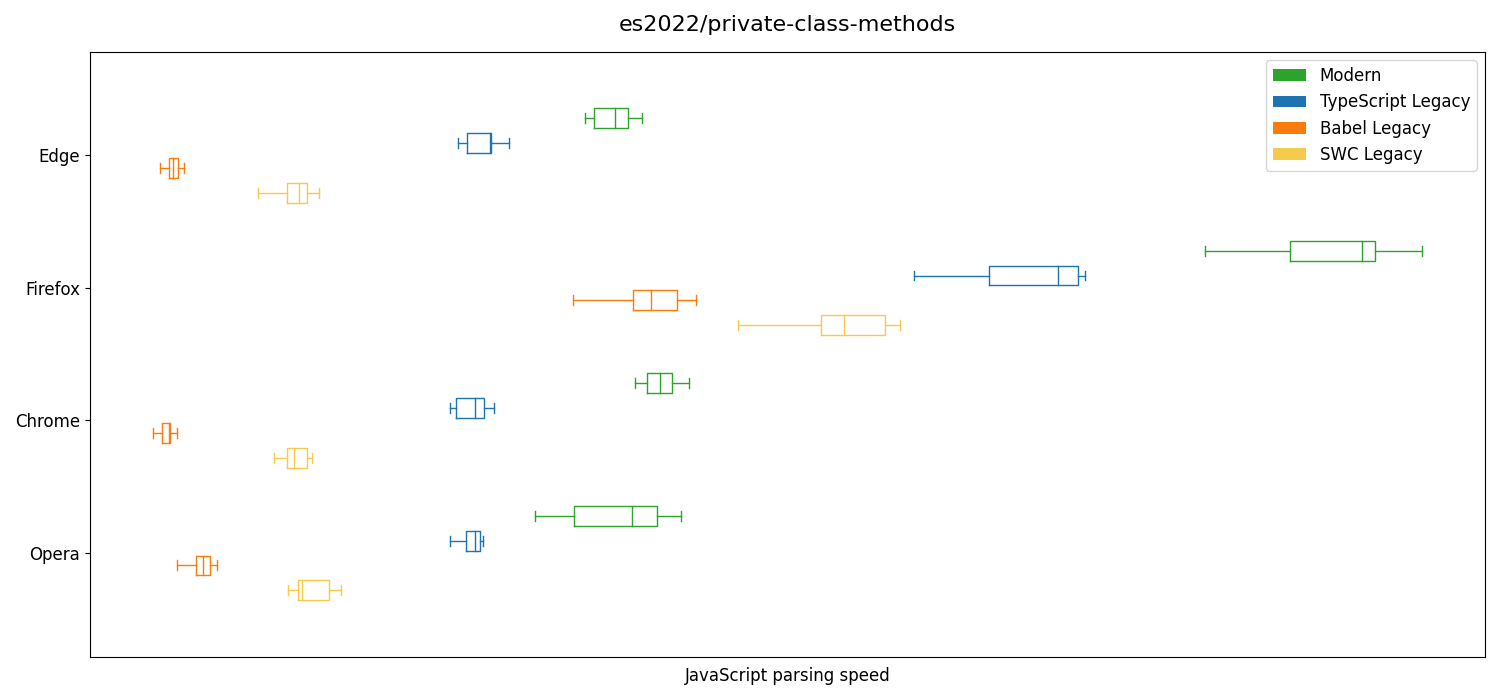 es2022/private-class-methods
Modern
TypeScript Legacy
Babel Legacy
SWC Legacy
Edge
Firefox
Chrome
Opera
JavaScript parsing speed